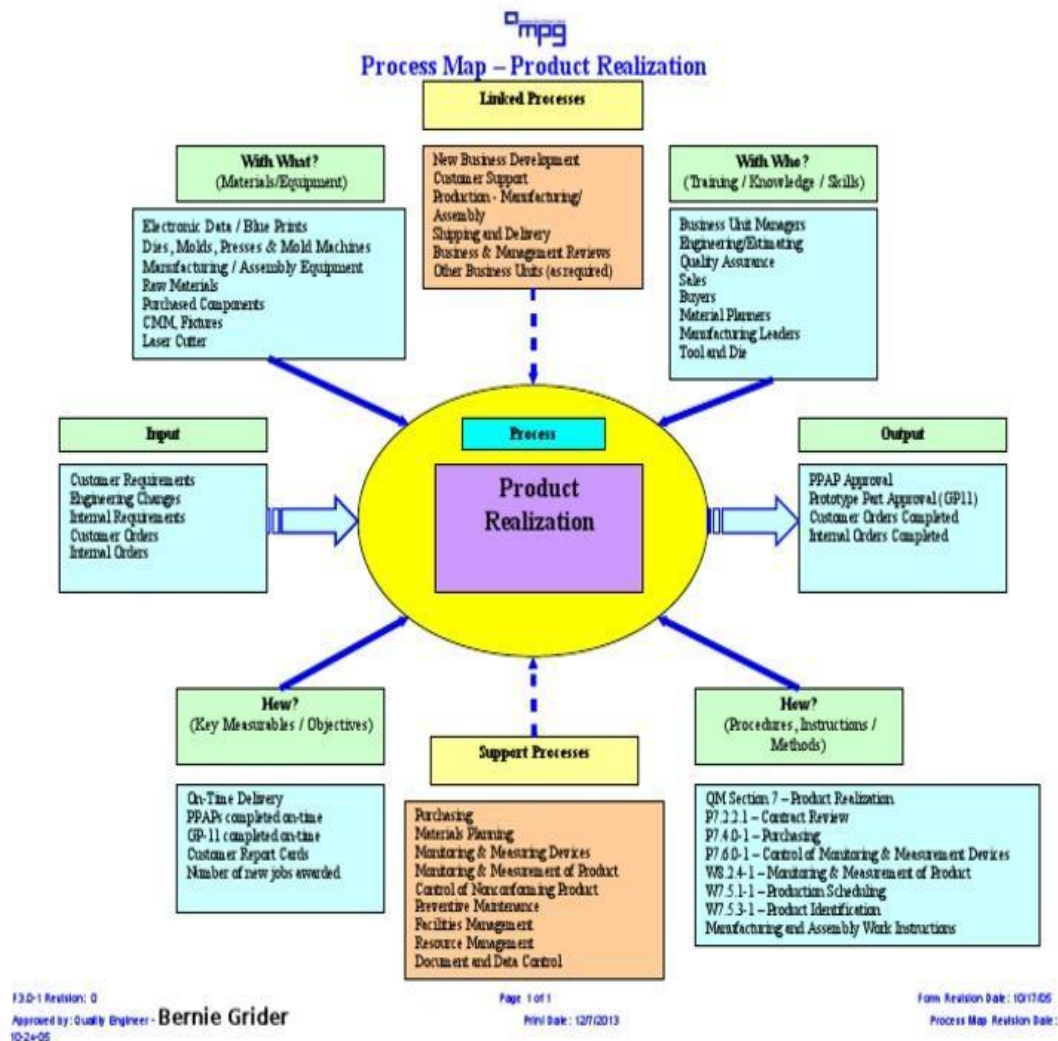 mpg
Process Map – Product Realization
Linked Processes
New Business Development
Customer Support
Production - Manufacturing/
Assembly
Shipping and Delivery
Business & Management Reviews
Other Business Units (as required)
With What?
(Materials/Equipment)
Electronic Data / Blue Prints
Dies, Molds, Presses & Mold Machines
Manufacturing / Assembly Equipment
Raw Materials
Purchased Components
CMM, Fixtures
Laser Cutter
With Who?
(Training / Knowledge / Skills)
Business Unit Managers
Engineering/Estimating
Quality Assurance
Sales
Buyers
Material Planners
Manufacturing Leaders
Tool and Die
Input
Customer Requirements
Engineering Changes
Internal Requirements
Customer Orders
Internal Orders
Process
Product
Realization
Output
PPAP Approval
Prototype Part Approval (GP11)
Customer Orders Completed
Internal Orders Completed
How?
(Key Measurables / Objectives)
On-Time Delivery
PPAPs completed on-time
GP-11 completed on-time
Customer Report Cards
Number of new jobs awarded
Support Processes
Purchasing
Materials Planning
Monitoring & Measuring Devices
Monitoring & Measurement of Product
Control of Nonconforming Product
Preventive Maintenance
Facilities Management
Resource Management
Document and Data Control
How?
(Procedures, Instructions /
Methods)
QM Section 7 – Product Realization
P7.2.2.1 – Contract Review
P7.4.0-1 – Purchasing
P7.6.0-1 – Control of Monitoring & Measurement Devices
W8.2.4-1 – Monitoring & Measurement of Product
W7.5.1-1 – Production Scheduling
W7.5.3-1 – Product Identification
Manufacturing and Assembly Work Instructions
F3.0-1 Revision: 0
Approved by: Quality Engineer - Bernie Grider
10-24-05
Page 1 of 1
Print Date: 12/7/2013
Form Revision Date: 10/17/05
Process Map Revision Date: